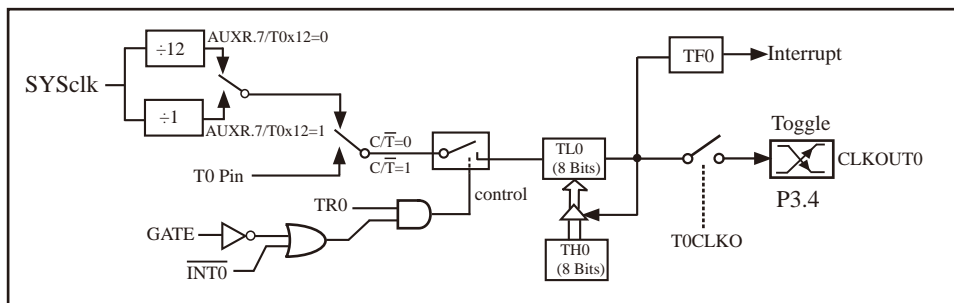 AUXR.7/T0x12=0
÷12
SYSclk
÷1
AUXR.7/T0x12=1
T0 Pin
C/T̅=0
C/T̅=1
TR0
GATE
I̅N̅T̅0̅
control
TL0
(8 Bits)
TH0
(8 Bits)
TF0
Interrupt
Toggle
CLKOUT0
P3.4
T0CLKO